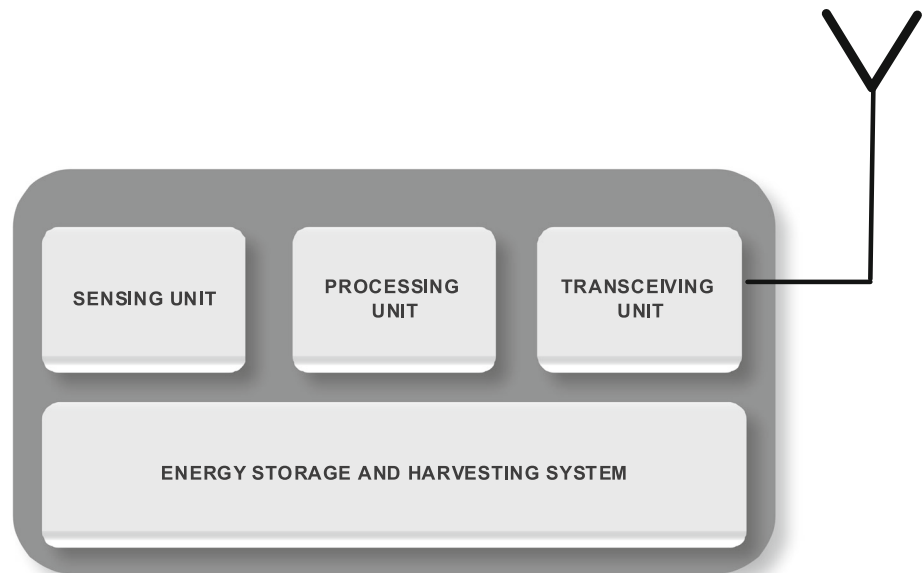 SENSING UNIT
PROCESSING
UNIT
TRANSCEIVING
UNIT
ENERGY STORAGE AND HARVESTING SYSTEM